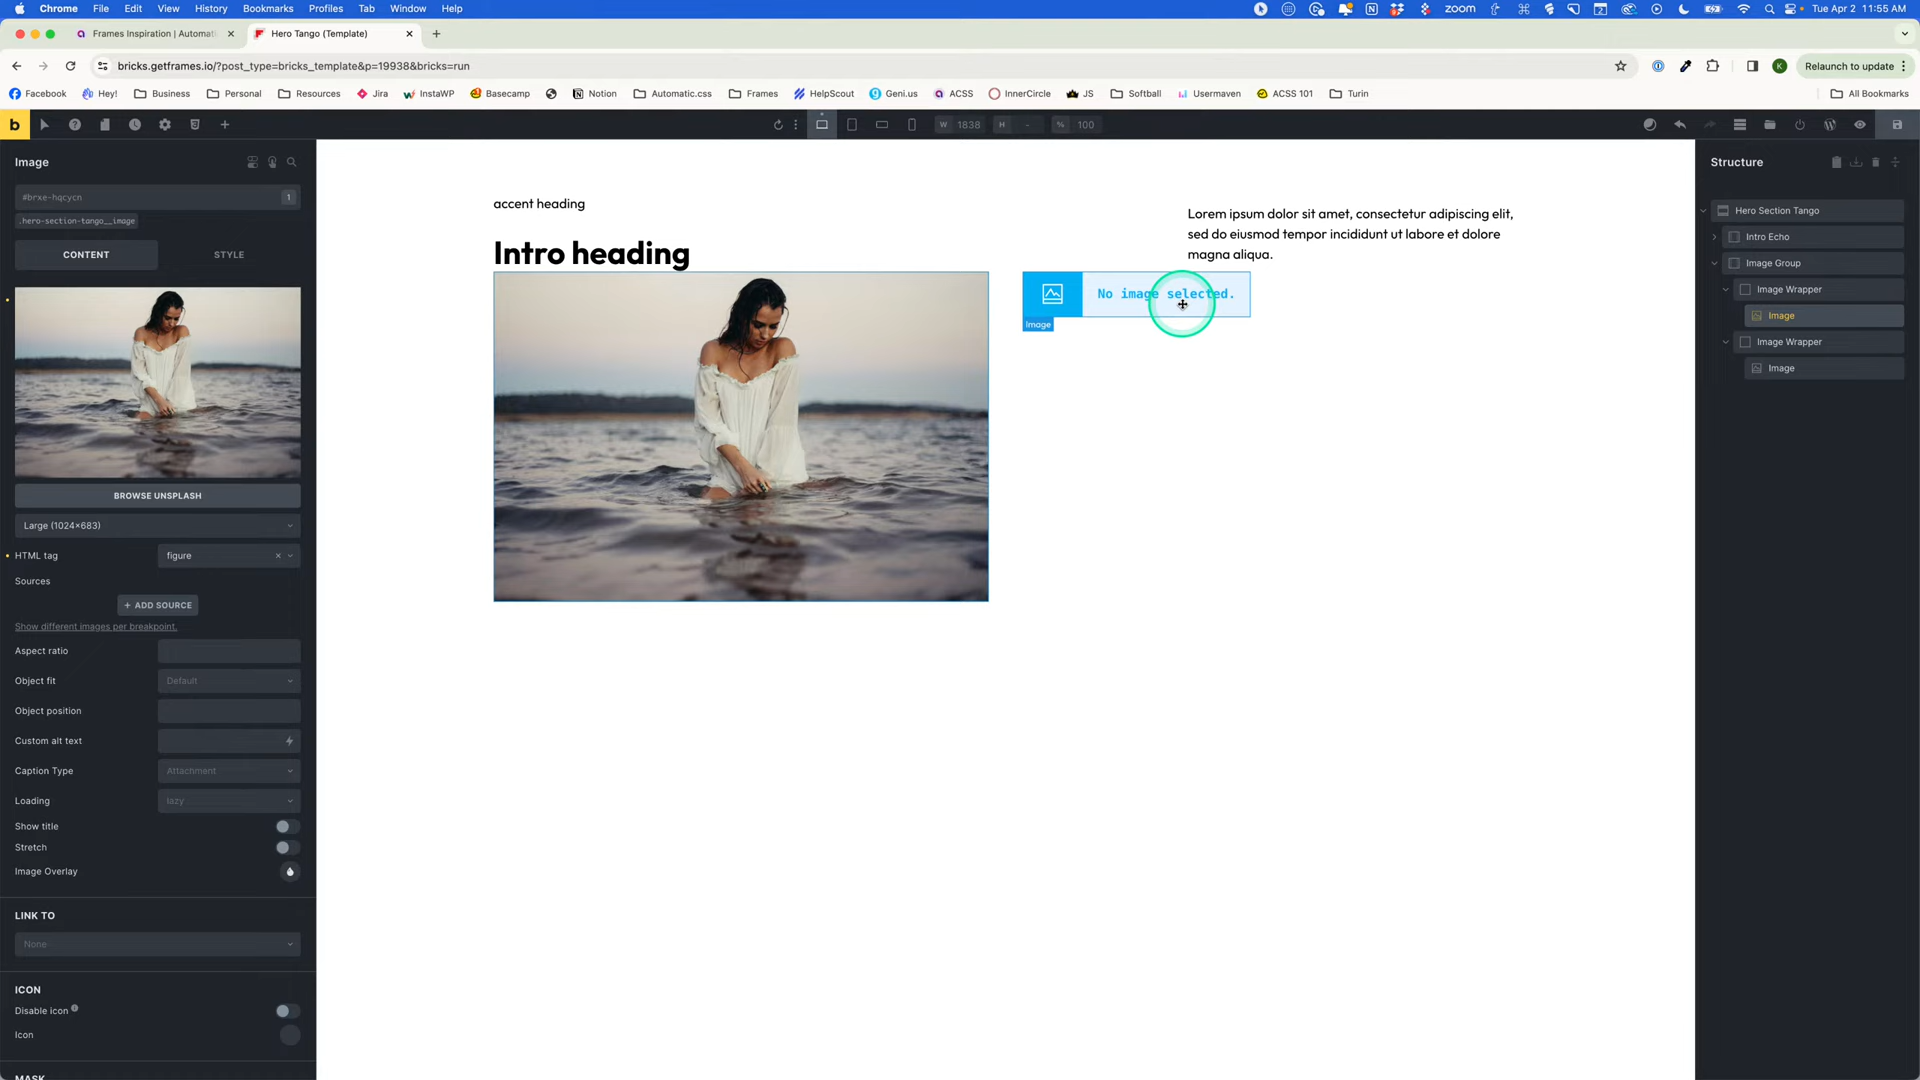 Chrome File Edit View History Bookmarks Profiles Tab Window Help
zoom
Tue Apr 2 11:55 AM
Frames Inspiration | Automati
Hero Tango (Template)
bricks.getframes.io/?post_type=bricks_template&p=19938&bricks=run
Relaunch to update
Facebook Hey! Business Personal Resources Jira InstaWP Basecamp Notion Automatic.css Frames HelpScout Geni.us ACSS InnerCircle JS Softball Usermaven ACSS 101 Turin All Bookmarks
b
W 1838 H - % 100
Image
#brxe-hqcycn 1
.hero-section-tango__image
CONTENT STYLE
BROWSE UNSPLASH
Large (1024×683)
HTML tag figure
Sources
+ ADD SOURCE
Show different images per breakpoint.
Aspect ratio
Object fit Default
Object position
Custom alt text
Caption Type Attachment
Loading lazy
Show title
Stretch
Image Overlay
LINK TO
None
ICON
Disable icon
Icon
MASK
accent heading
Intro heading
Lorem ipsum dolor sit amet, consectetur adipiscing elit,
sed do eiusmod tempor incididunt ut labore et dolore
magna aliqua.
No image selected.
Image
Structure
Hero Section Tango
Intro Echo
Image Group
Image Wrapper
Image
Image Wrapper
Image